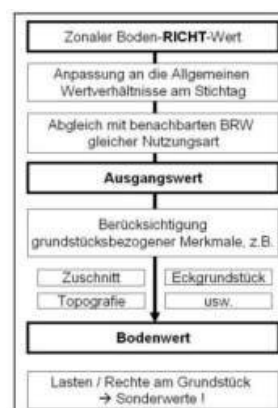 Zonaler Boden-RICHT-Wert
Anpassung an die Allgemeinen
Wertverhältnisse am Stichtag
Abgleich mit benachbarten BRW
gleicher Nutzungsart
Ausgangswert
Berücksichtigung
grundstücksbezogener Merkmale, z.B.
Zuschnitt
Eckgrundstück
Topografie
usw.
Bodenwert
Lasten / Rechte am Grundstück
→ Sonderwerte !